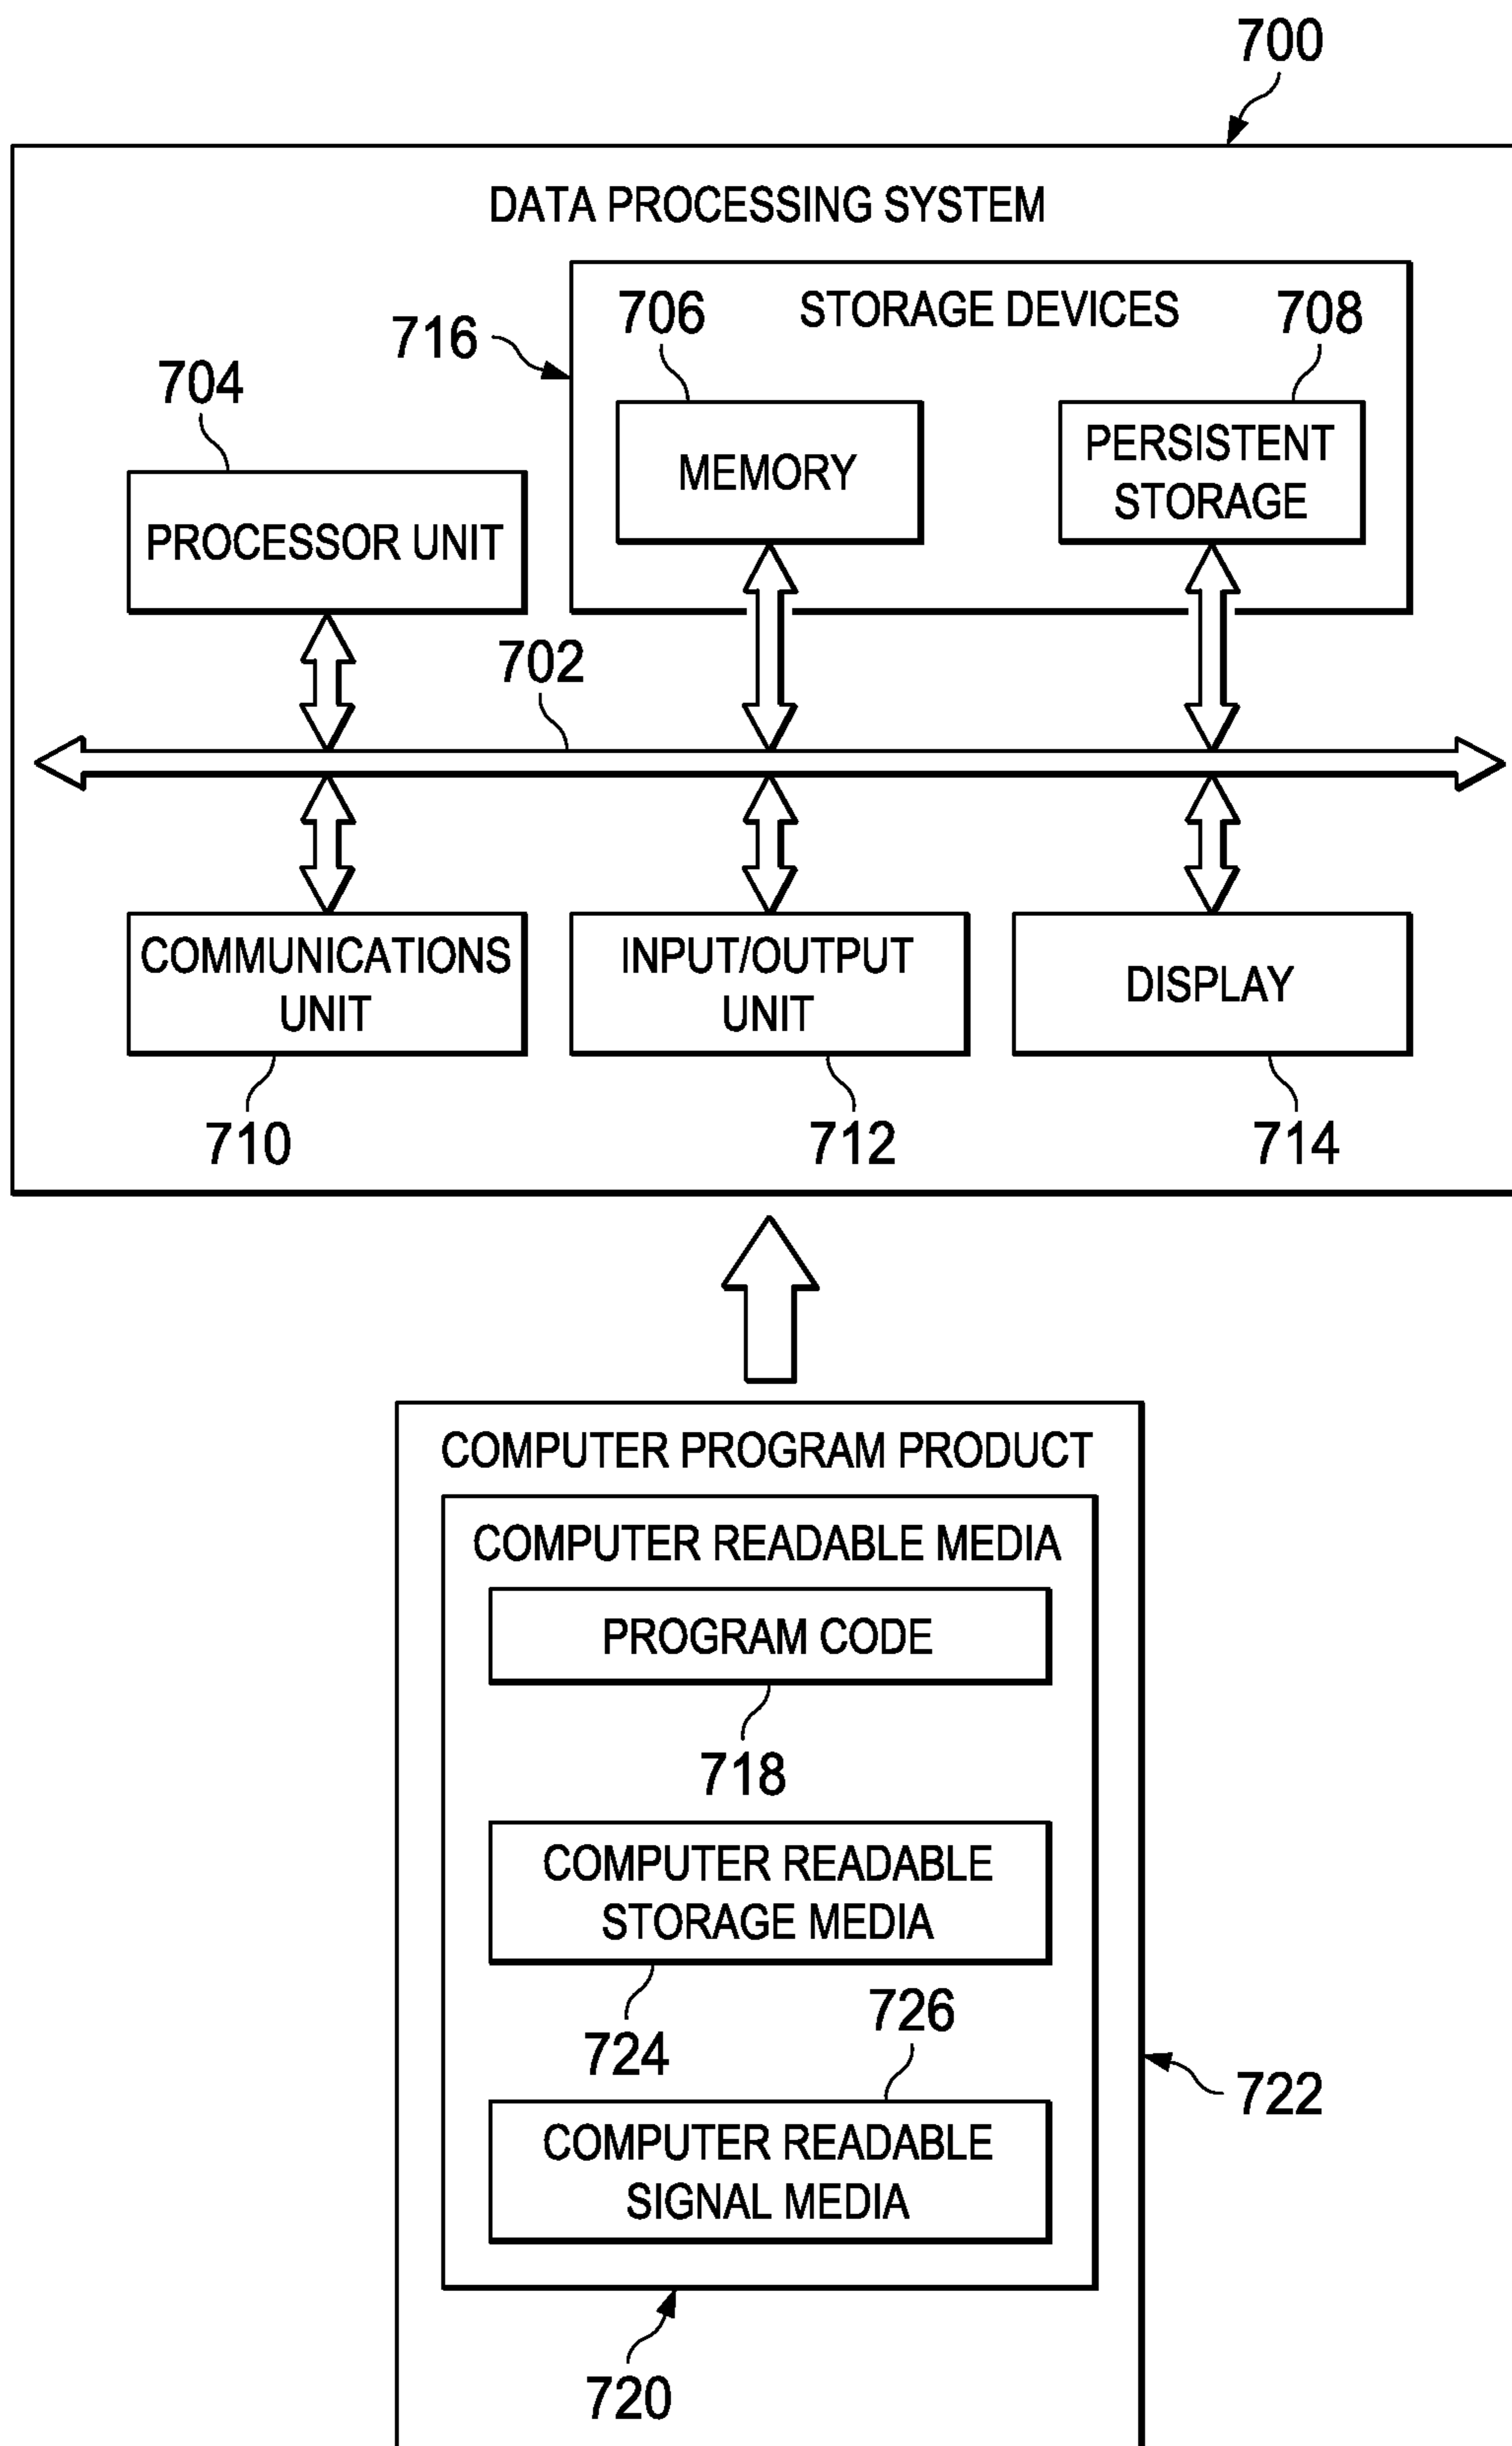 700
DATA PROCESSING SYSTEM
716
706
STORAGE DEVICES
708
704
MEMORY
PERSISTENT
STORAGE
PROCESSOR UNIT
702
COMMUNICATIONS
UNIT
INPUT/OUTPUT
UNIT
DISPLAY
710
712
714
COMPUTER PROGRAM PRODUCT
COMPUTER READABLE MEDIA
PROGRAM CODE
718
COMPUTER READABLE
STORAGE MEDIA
724
726
722
COMPUTER READABLE
SIGNAL MEDIA
720